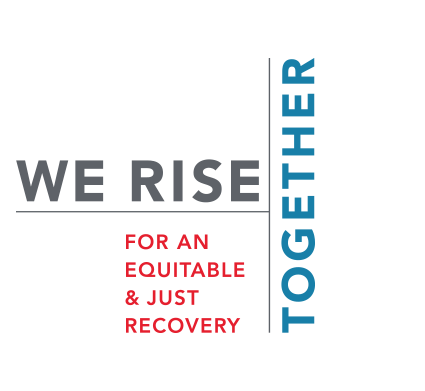 WE RISE
TOGETHER
FOR AN
EQUITABLE
& JUST
RECOVERY